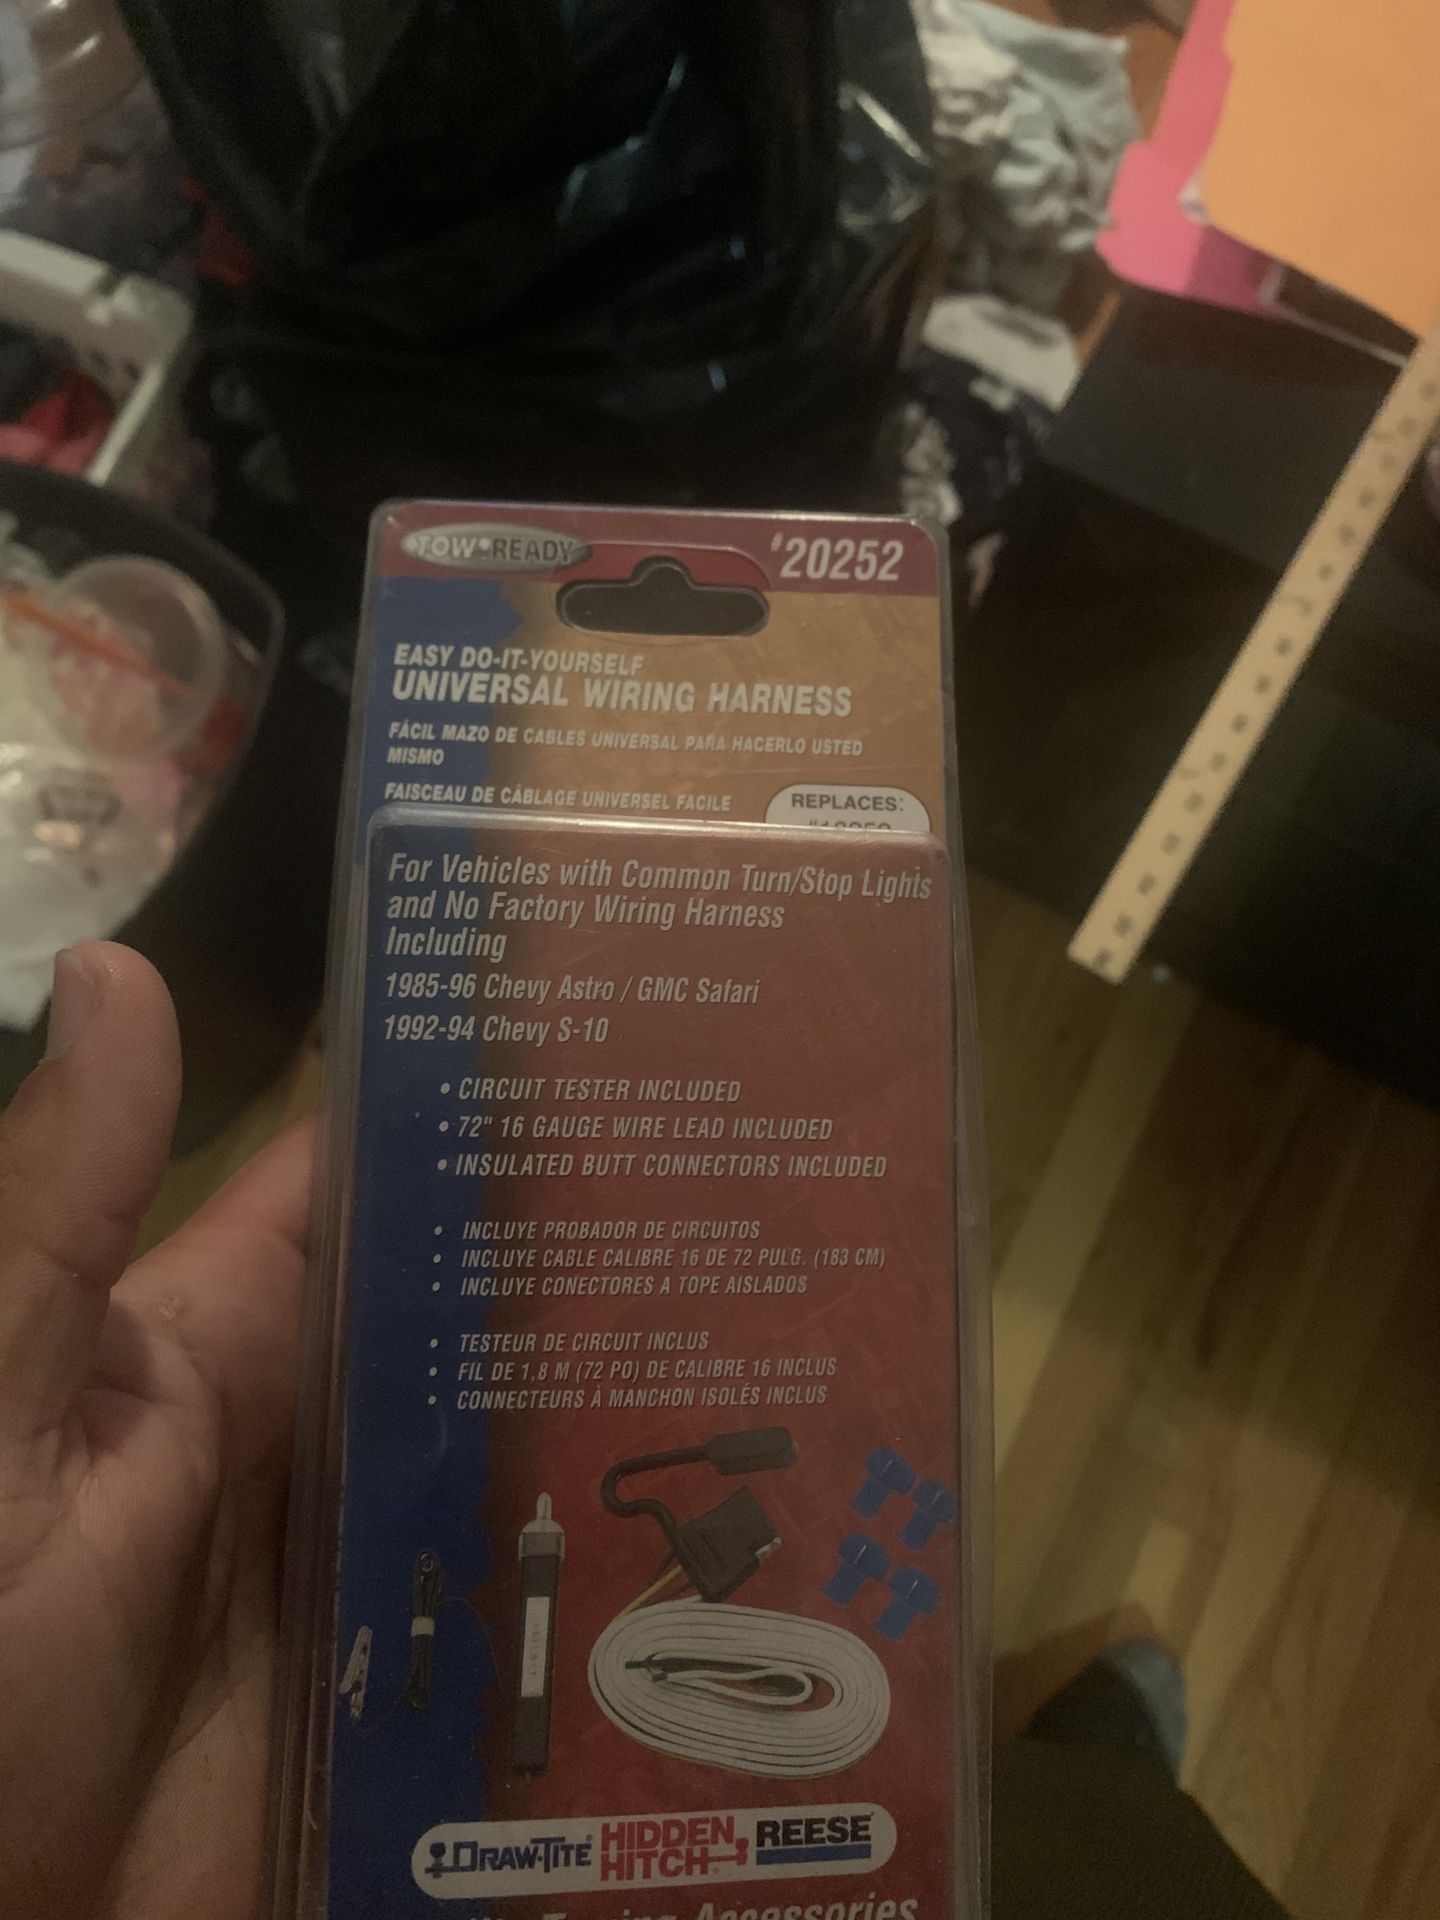 TOW READY
#20252
EASY DO-IT-YOURSELF
UNIVERSAL WIRING HARNESS
FÁCIL MAZO DE CABLES UNIVERSAL PARA HACERLO USTED
MISMO
FAISCEAU DE CÂBLAGE UNIVERSEL FACILE
REPLACES:
For Vehicles with Common Turn/Stop Lights
and No Factory Wiring Harness
Including
1985-96 Chevy Astro / GMC Safari
1992-94 Chevy S-10
• CIRCUIT TESTER INCLUDED
• 72" 16 GAUGE WIRE LEAD INCLUDED
• INSULATED BUTT CONNECTORS INCLUDED
• INCLUYE PROBADOR DE CIRCUITOS
• INCLUYE CABLE CALIBRE 16 DE 72 PULG. (183 CM)
• INCLUYE CONECTORES A TOPE AISLADOS
• TESTEUR DE CIRCUIT INCLUS
• FIL DE 1,8 M (72 PO) DE CALIBRE 16 INCLUS
• CONNECTEURS À MANCHON ISOLÉS INCLUS
DRAW-TITE® HIDDEN HITCH® REESE
Towing Accessories